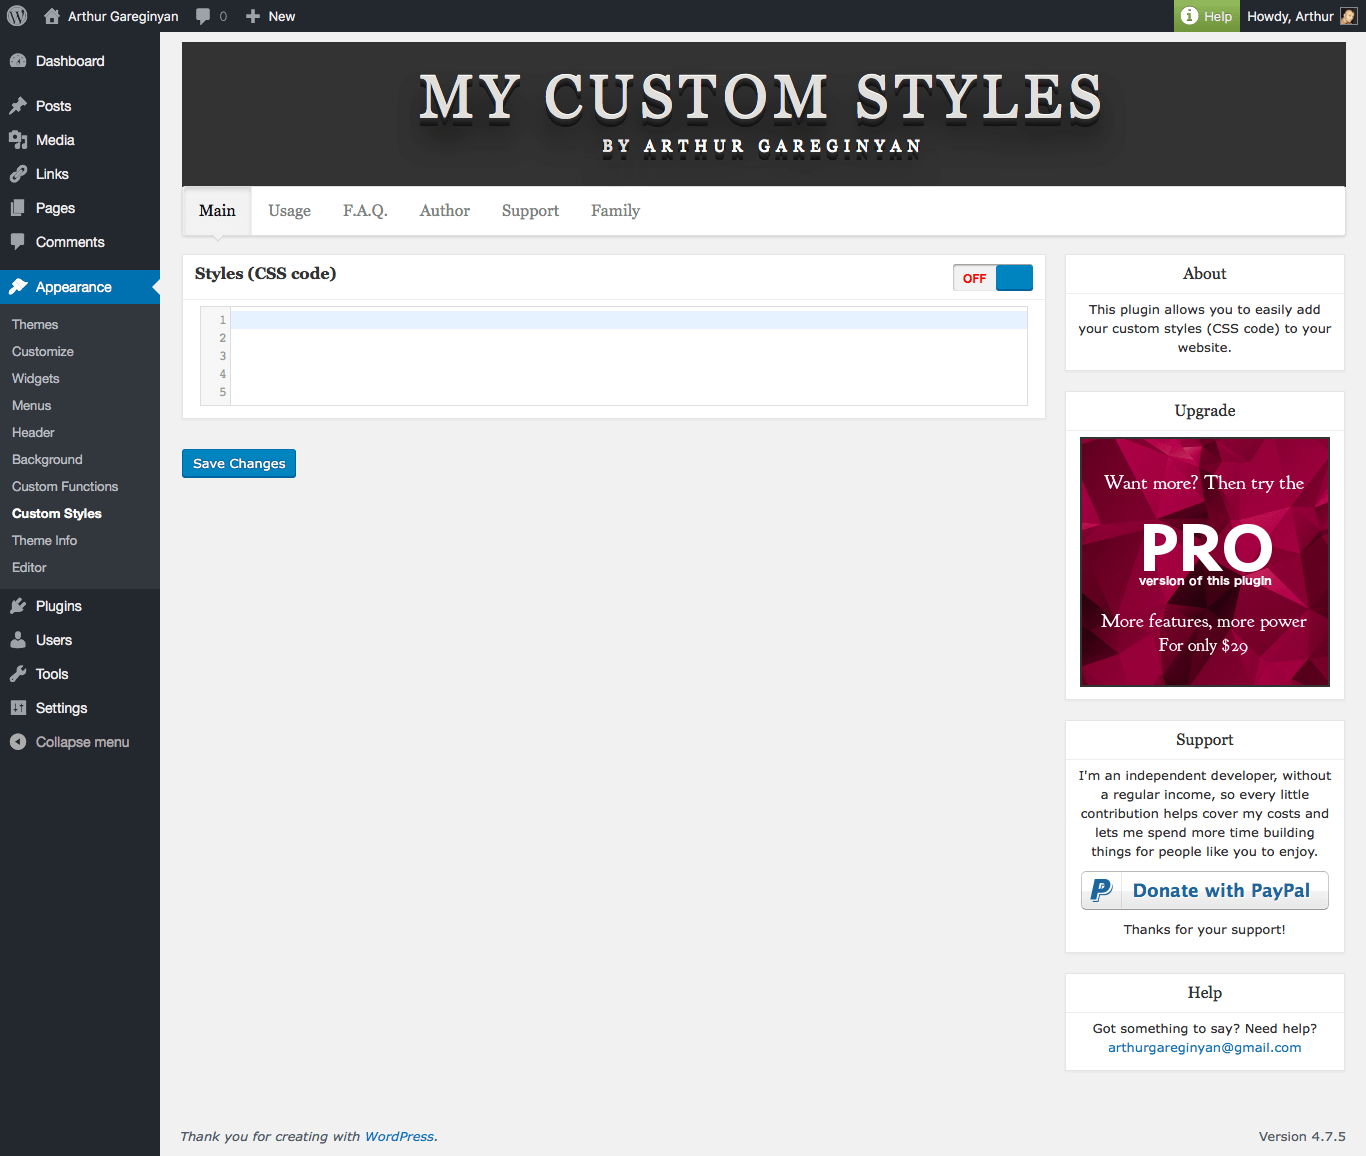 Arthur Gareginyan
0
New
Help
Howdy, Arthur
Dashboard
Posts
Media
Links
Pages
Comments
Appearance
Themes
Customize
Widgets
Menus
Header
Background
Custom Functions
Custom Styles
Theme Info
Editor
Plugins
Users
Tools
Settings
Collapse menu
MY CUSTOM STYLES
BY ARTHUR GAREGINYAN
Main
Usage
F.A.Q.
Author
Support
Family
Styles (CSS code)
OFF
1
2
3
4
5
Save Changes
About
This plugin allows you to easily add
your custom styles (CSS code) to your
website.
Upgrade
Want more? Then try the
PRO
version of this plugin
More features, more power
For only $29
Support
I'm an independent developer, without
a regular income, so every little
contribution helps cover my costs and
lets me spend more time building
things for people like you to enjoy.
Donate with PayPal
Thanks for your support!
Help
Got something to say? Need help?
arthurgareginyan@gmail.com
Thank you for creating with WordPress.
Version 4.7.5